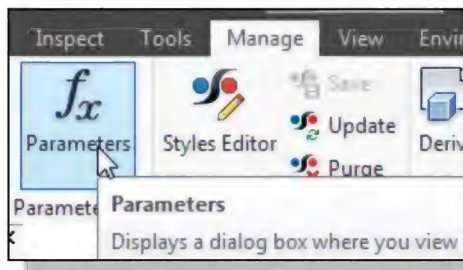 Inspect Tools Manage View Envir
fx
Save
Parameters Styles Editor Update Deriv
Purge
Paramete
Parameters
Displays a dialog box where you view